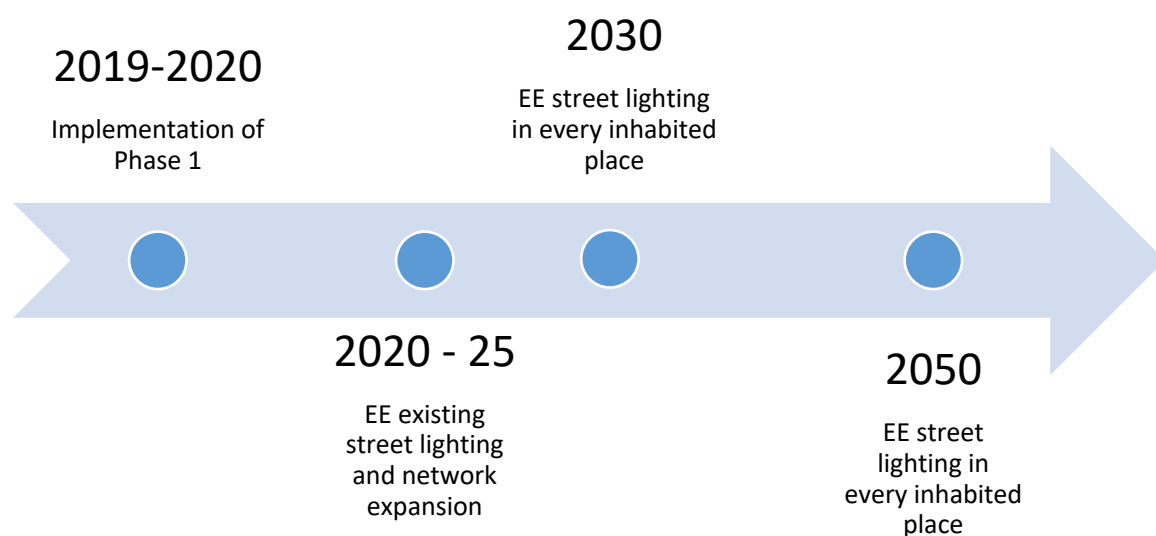 2019-2020
Implementation of
Phase 1
2020 - 25
EE existing
street lighting
and network
expansion
2030
EE street lighting
in every inhabited
place
2050
EE street
lighting in
every inhabited
place